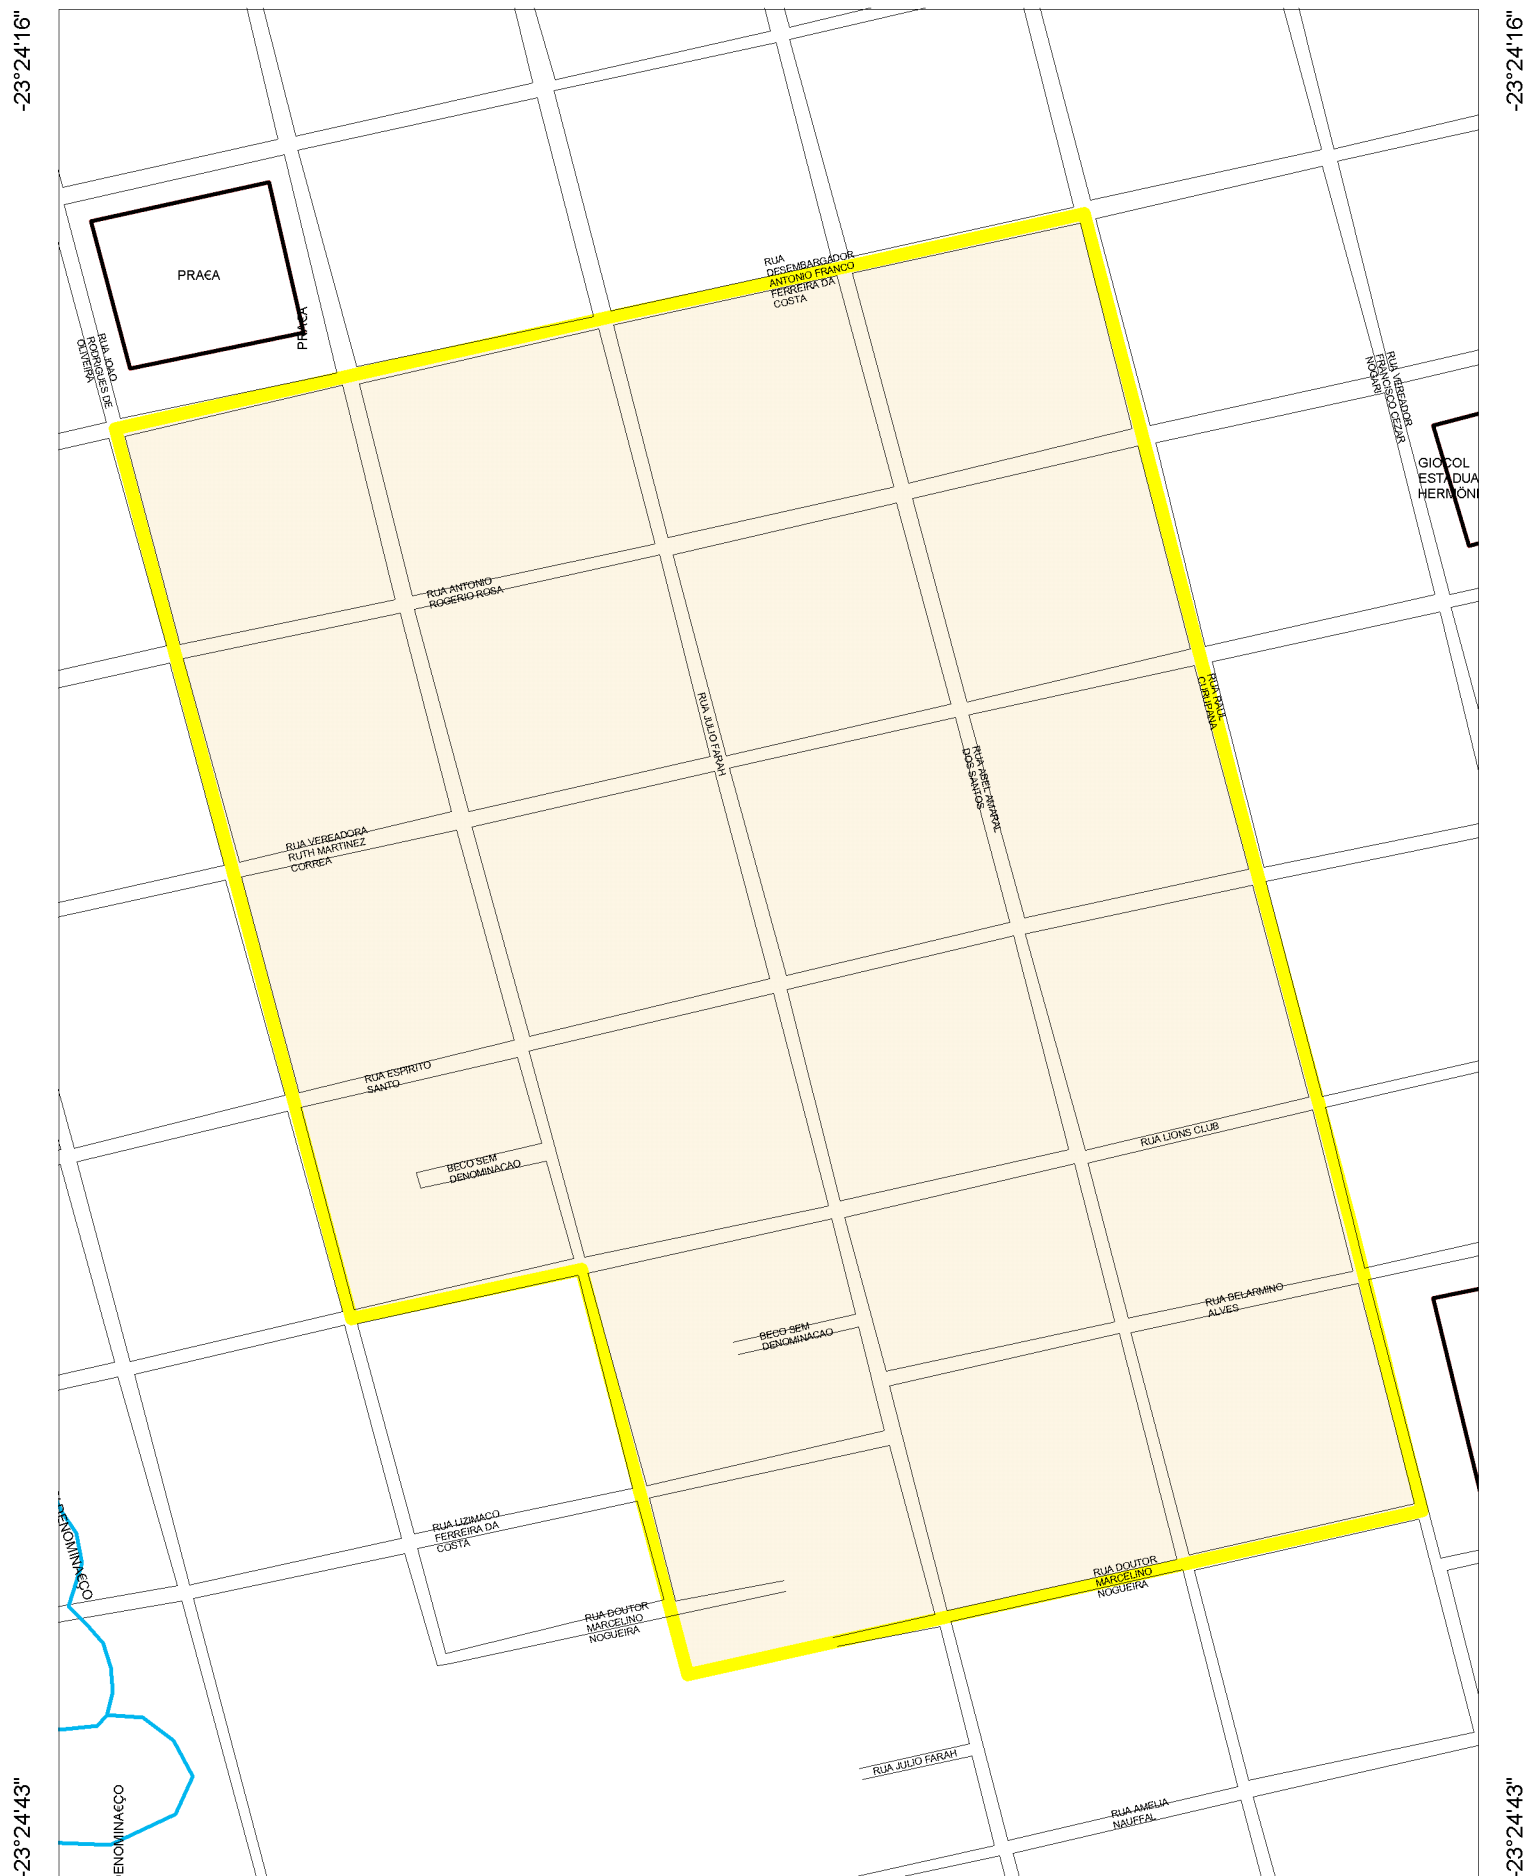 -23°24'16"
-23°24'16"
PRA€A
PRA€A
RUA JOAO
RODRIGUES DE
OLIVEIRA
RUA
DESEMBARGADOR
ANTONIO FRANCO
FERREIRA DA
COSTA
RUA VEREADOR
FRANCISCO CEZAR
NOGARI
GIOCOL
ESTADUA
HERMÖNI
RUA ANTONIO
ROGERIO ROSA
RUA JULIO FARAH
RUA RAUL
CURUPANA
RUA ABEL AMARAL
DOS SANTOS
RUA VEREADORA
RUTH MARTINEZ
CORREA
RUA ESPIRITO
SANTO
RUA LIONS CLUB
BECO SEM
DENOMINACAO
RUA BELARMINO
ALVES
BECO SEM
DENOMINACAO
RUA LIZIMACO
FERREIRA DA
COSTA
DENOMINA€ÇO
RUA DOUTOR
MARCELINO
NOGUEIRA
RUA DOUTOR
MARCELINO
NOGUEIRA
RUA JULIO FARAH
RUA AMELIA
NAUFFAL
ENOMINA€ÇO
-23°24'43"
-23°24'43"